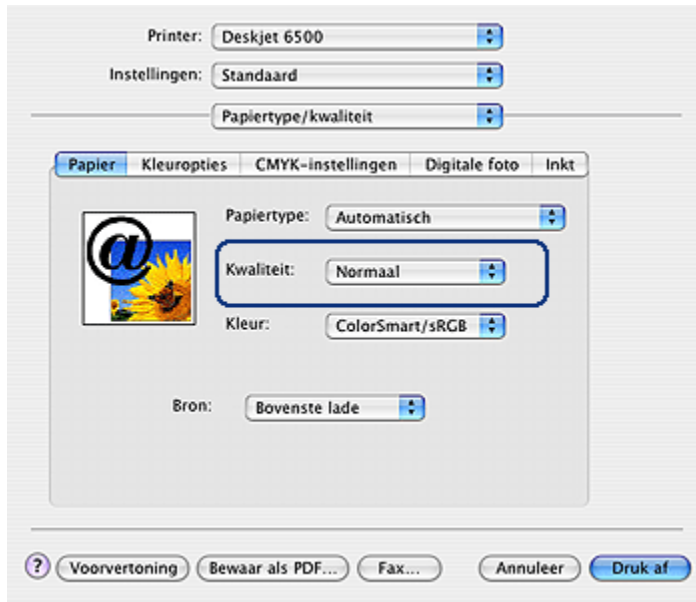 Printer: Deskjet 6500
Instellingen: Standaard
Papiertype/kwaliteit
Papier Kleuropties CMYK-instellingen Digitale foto Inkt
@
Papiertype: Automatisch
Kwaliteit: Normaal
Kleur: ColorSmart/sRGB
Bron: Bovenste lade
? Voorvertoning Bewaar als PDF... Fax... Annuleer Druk af